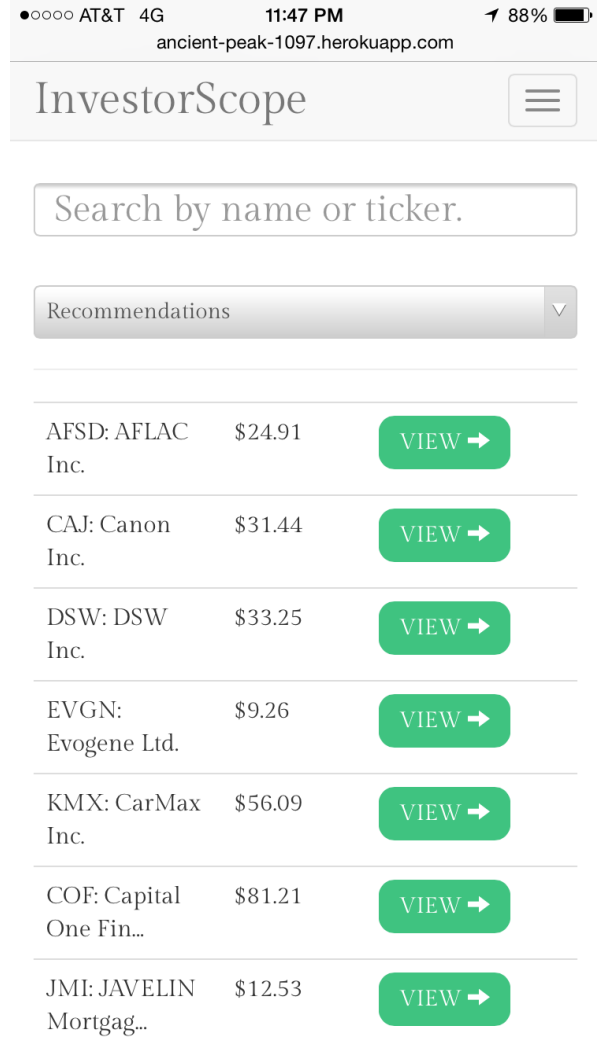 AT&T 4G 11:47 PM 88%
ancient-peak-1097.herokuapp.com
InvestorScope
Search by name or ticker.
Recommendations
AFSD: AFLAC $24.91 VIEW
Inc.
CAJ: Canon $31.44 VIEW
Inc.
DSW: DSW $33.25 VIEW
Inc.
EVGN: $9.26 VIEW
Evogene Ltd.
KMX: CarMax $56.09 VIEW
Inc.
COF: Capital $81.21 VIEW
One Fin...
JMI: JAVELIN $12.53 VIEW
Mortgag...